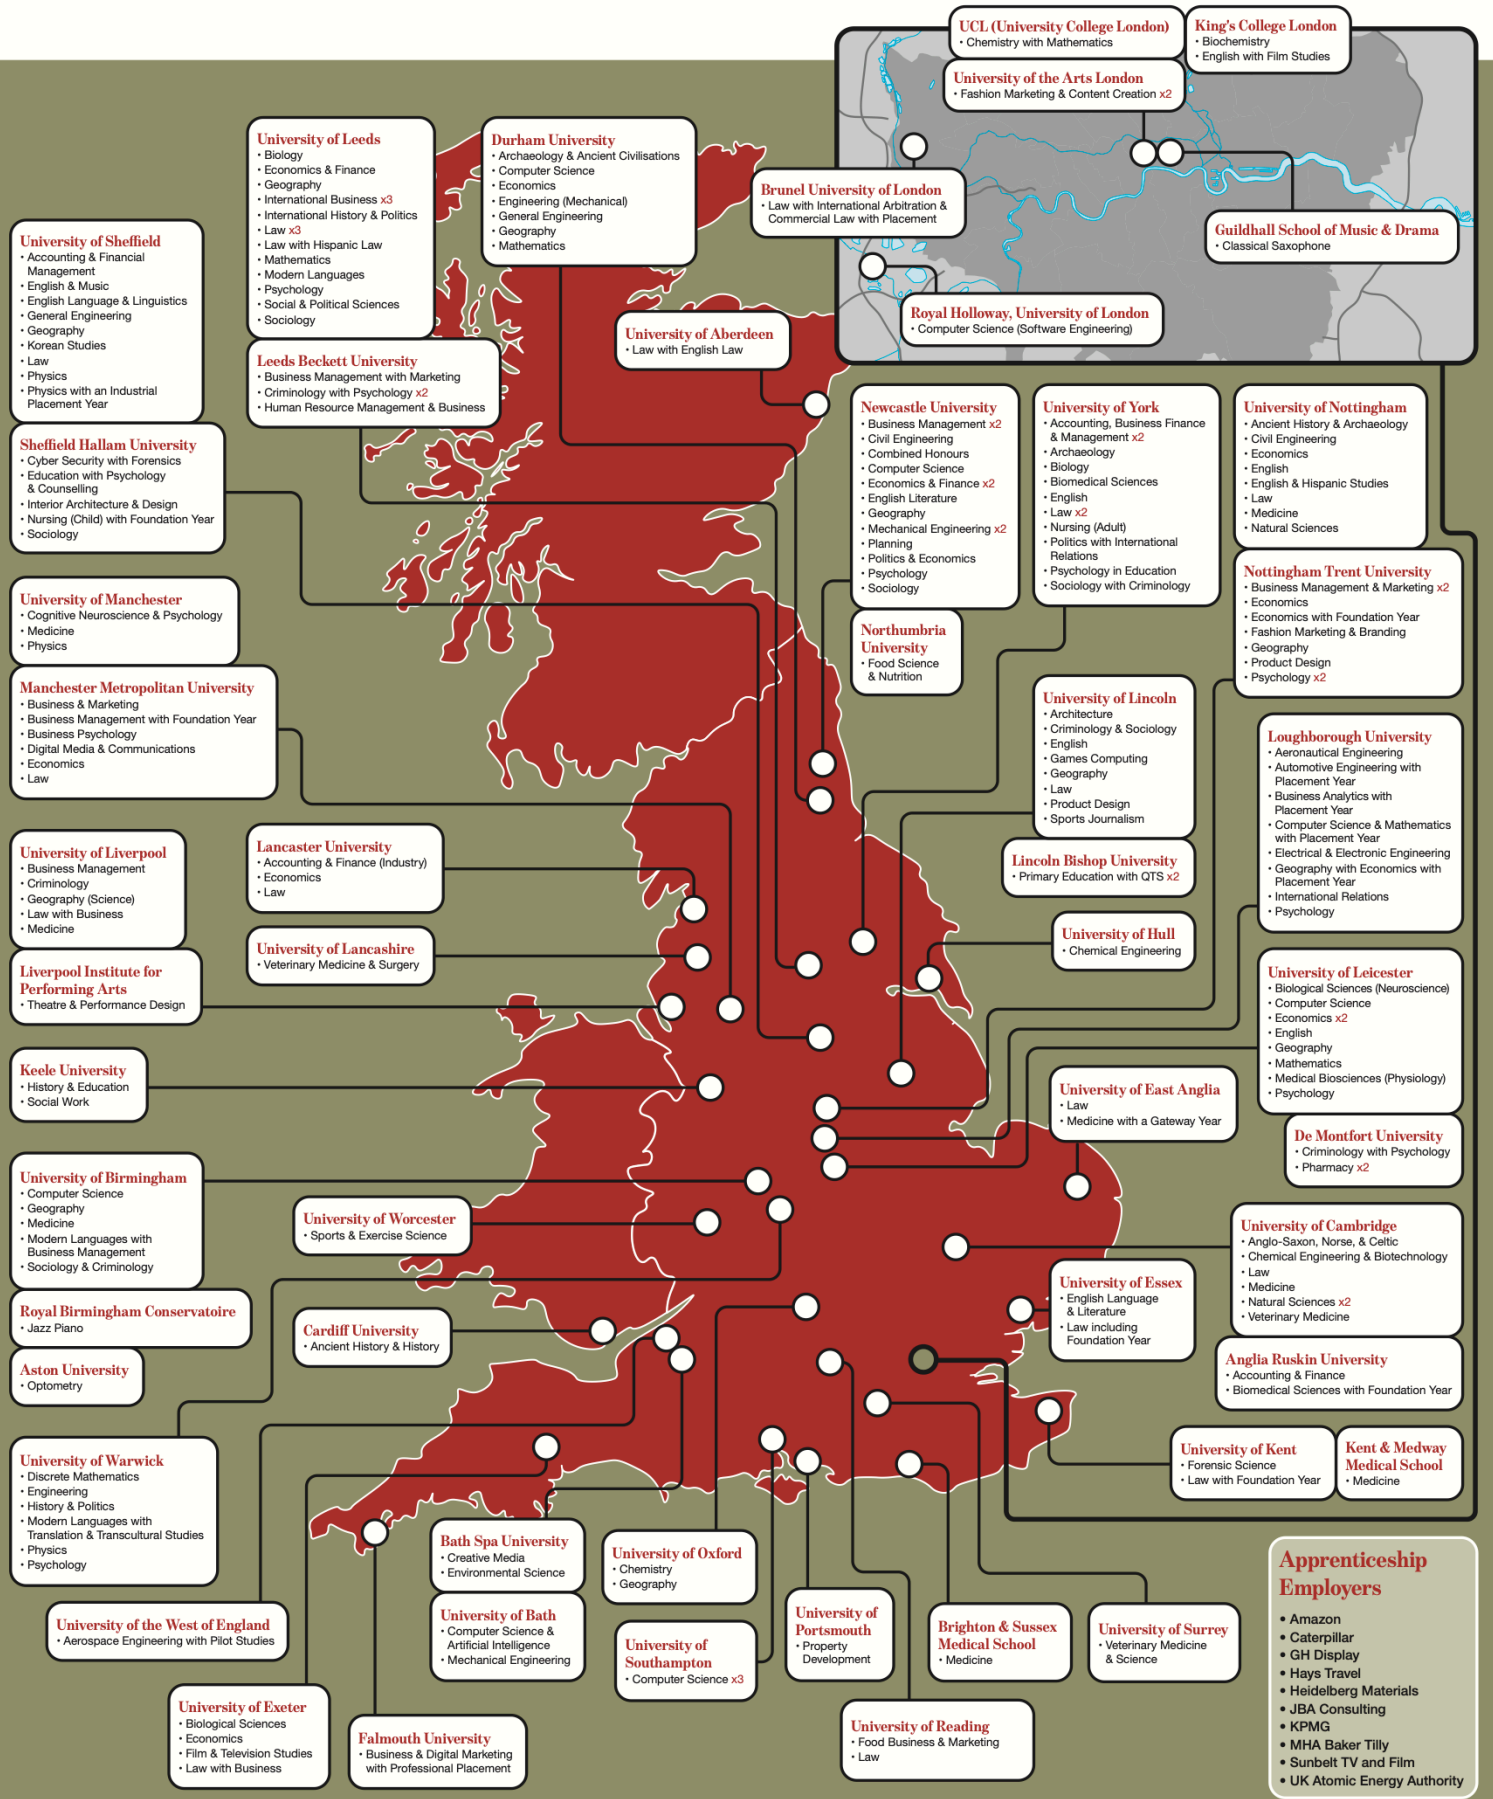 UCL (University College London)
• Chemistry with Mathematics
King's College London
• Biochemistry
• English with Film Studies
University of the Arts London
• Fashion Marketing & Content Creation x2
Brunel University of London
• Law with International Arbitration &
Commercial Law with Placement
Guildhall School of Music & Drama
• Classical Saxophone
Royal Holloway, University of London
• Computer Science (Software Engineering)
University of Leeds
• Biology
• Economics & Finance
• Geography
• International Business x3
• International History & Politics
• Law x3
• Law with Hispanic Law
• Mathematics
• Modern Languages
• Psychology
• Social & Political Sciences
• Sociology
Durham University
• Archaeology & Ancient Civilisations
• Computer Science
• Economics
• Engineering (Mechanical)
• General Engineering
• Geography
• Mathematics
University of Sheffield
• Accounting & Financial
Management
• English & Music
• English Language & Linguistics
• General Engineering
• Geography
• Korean Studies
• Law
• Physics
• Physics with an Industrial
Placement Year
University of Aberdeen
• Law with English Law
Leeds Beckett University
• Business Management with Marketing
• Criminology with Psychology x2
• Human Resource Management & Business
Sheffield Hallam University
• Cyber Security with Forensics
• Education with Psychology
& Counselling
• Interior Architecture & Design
• Nursing (Child) with Foundation Year
• Sociology
Newcastle University
• Business Management x2
• Civil Engineering
• Combined Honours
• Computer Science
• Economics & Finance x2
• English Literature
• Geography
• Mechanical Engineering x2
• Planning
• Politics & Economics
• Psychology
• Sociology
University of York
• Accounting, Business Finance
& Management x2
• Archaeology
• Biology
• Biomedical Sciences
• English
• Law x2
• Nursing (Adult)
• Politics with International
Relations
• Psychology in Education
• Sociology with Criminology
University of Nottingham
• Ancient History & Archaeology
• Civil Engineering
• Economics
• English
• English & Hispanic Studies
• Law
• Medicine
• Natural Sciences
Nottingham Trent University
• Business Management & Marketing x2
• Economics
• Economics with Foundation Year
• Fashion Marketing & Branding
• Geography
• Product Design
• Psychology x2
Northumbria
University
• Food Science
& Nutrition
University of Manchester
• Cognitive Neuroscience & Psychology
• Medicine
• Physics
Manchester Metropolitan University
• Business & Marketing
• Business Management with Foundation Year
• Business Psychology
• Digital Media & Communications
• Economics
• Law
University of Lincoln
• Architecture
• Criminology & Sociology
• English
• Games Computing
• Geography
• Law
• Product Design
• Sports Journalism
Lincoln Bishop University
• Primary Education with QTS x2
Loughborough University
• Aeronautical Engineering
• Automotive Engineering with
Placement Year
• Business Analytics with
Placement Year
• Computer Science & Mathematics
with Placement Year
• Electrical & Electronic Engineering
• Geography with Economics with
Placement Year
• International Relations
• Psychology
University of Liverpool
• Business Management
• Criminology
• Geography (Science)
• Law with Business
• Medicine
Lancaster University
• Accounting & Finance (Industry)
• Economics
• Law
University of Lancashire
• Veterinary Medicine & Surgery
University of Hull
• Chemical Engineering
Liverpool Institute for
Performing Arts
• Theatre & Performance Design
University of Leicester
• Biological Sciences (Neuroscience)
• Computer Science
• Economics x2
• English
• Geography
• Mathematics
• Medical Biosciences (Physiology)
• Psychology
De Montfort University
• Criminology with Psychology
• Pharmacy x2
Keele University
• History & Education
• Social Work
University of East Anglia
• Law
• Medicine with a Gateway Year
University of Birmingham
• Computer Science
• Geography
• Medicine
• Modern Languages with
Business Management
• Sociology & Criminology
Royal Birmingham Conservatoire
• Jazz Piano
Aston University
• Optometry
University of Worcester
• Sports & Exercise Science
University of Cambridge
• Anglo-Saxon, Norse, & Celtic
• Chemical Engineering & Biotechnology
• Law
• Medicine
• Natural Sciences x2
• Veterinary Medicine
Anglia Ruskin University
• Accounting & Finance
• Biomedical Sciences with Foundation Year
University of Essex
• English Language
& Literature
• Law including
Foundation Year
Cardiff University
• Ancient History & History
University of Warwick
• Discrete Mathematics
• Engineering
• History & Politics
• Modern Languages with
Translation & Transcultural Studies
• Physics
• Psychology
University of Kent
• Forensic Science
• Law with Foundation Year
Kent & Medway
Medical School
• Medicine
Bath Spa University
• Creative Media
• Environmental Science
University of Bath
• Computer Science &
Artificial Intelligence
• Mechanical Engineering
University of Oxford
• Chemistry
• Geography
University of the West of England
• Aerospace Engineering with Pilot Studies
University of
Southampton
• Computer Science x3
University of
Portsmouth
• Property
Development
Brighton & Sussex
Medical School
• Medicine
University of Surrey
• Veterinary Medicine
& Science
University of Exeter
• Biological Sciences
• Economics
• Film & Television Studies
• Law with Business
Falmouth University
• Business & Digital Marketing
with Professional Placement
University of Reading
• Food Business & Marketing
• Law
Apprenticeship
Employers
• Amazon
• Caterpillar
• GH Display
• Hays Travel
• Heidelberg Materials
• JBA Consulting
• KPMG
• MHA Baker Tilly
• Sunbelt TV and Film
• UK Atomic Energy Authority